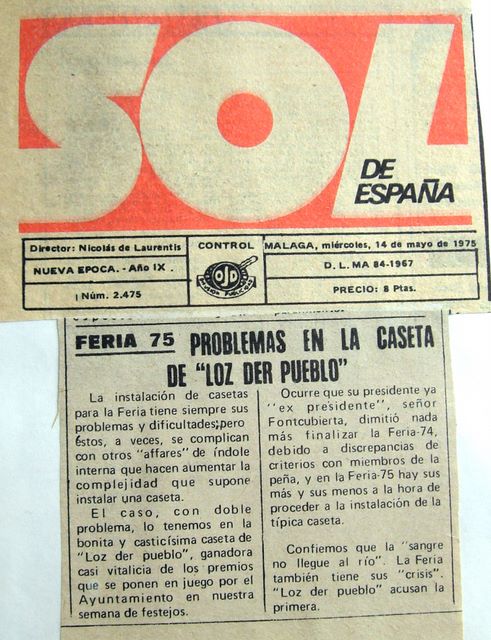 SOL
DE
ESPAÑA
Director: Nicolás de Laurentis
NUEVA EPOCA. - Año IX .
Núm. 2.475
CONTROL
OJD
MALAGA, miércoles, 14 de mayo de 1975
D. L. MA 84-1967
PRECIO: 8 Ptas.
FERIA 75 PROBLEMAS EN LA CASETA
DE "LOZ DER PUEBLO"
La instalación de casetas
para la Feria tiene siempre sus
problemas y dificultades; pero
éstos, a veces, se complican
con otros "affares" de índole
interna que hacen aumentar la
complejidad que supone
instalar una caseta.
El caso, con doble
problema, lo tenemos en la
bonita y casticísima caseta de
"Loz der pueblo", ganadora
casi vitalicia de los premios
que se ponen en juego por el
Ayuntamiento en nuestra
semana de festejos.
Ocurre que su presidente ya
"ex presidente", señor
Fontcubierta, dimitió nada
más finalizar la Feria-74,
debido a discrepancias de
criterios con miembros de la
peña, y en la Feria-75 hay sus
más y sus menos a la hora de
proceder a la instalación de la
típica caseta.
Confiemos que la "sangre
no llegue al río". La Feria
también tiene sus "crisis".
"Loz der pueblo" acusan la
primera.